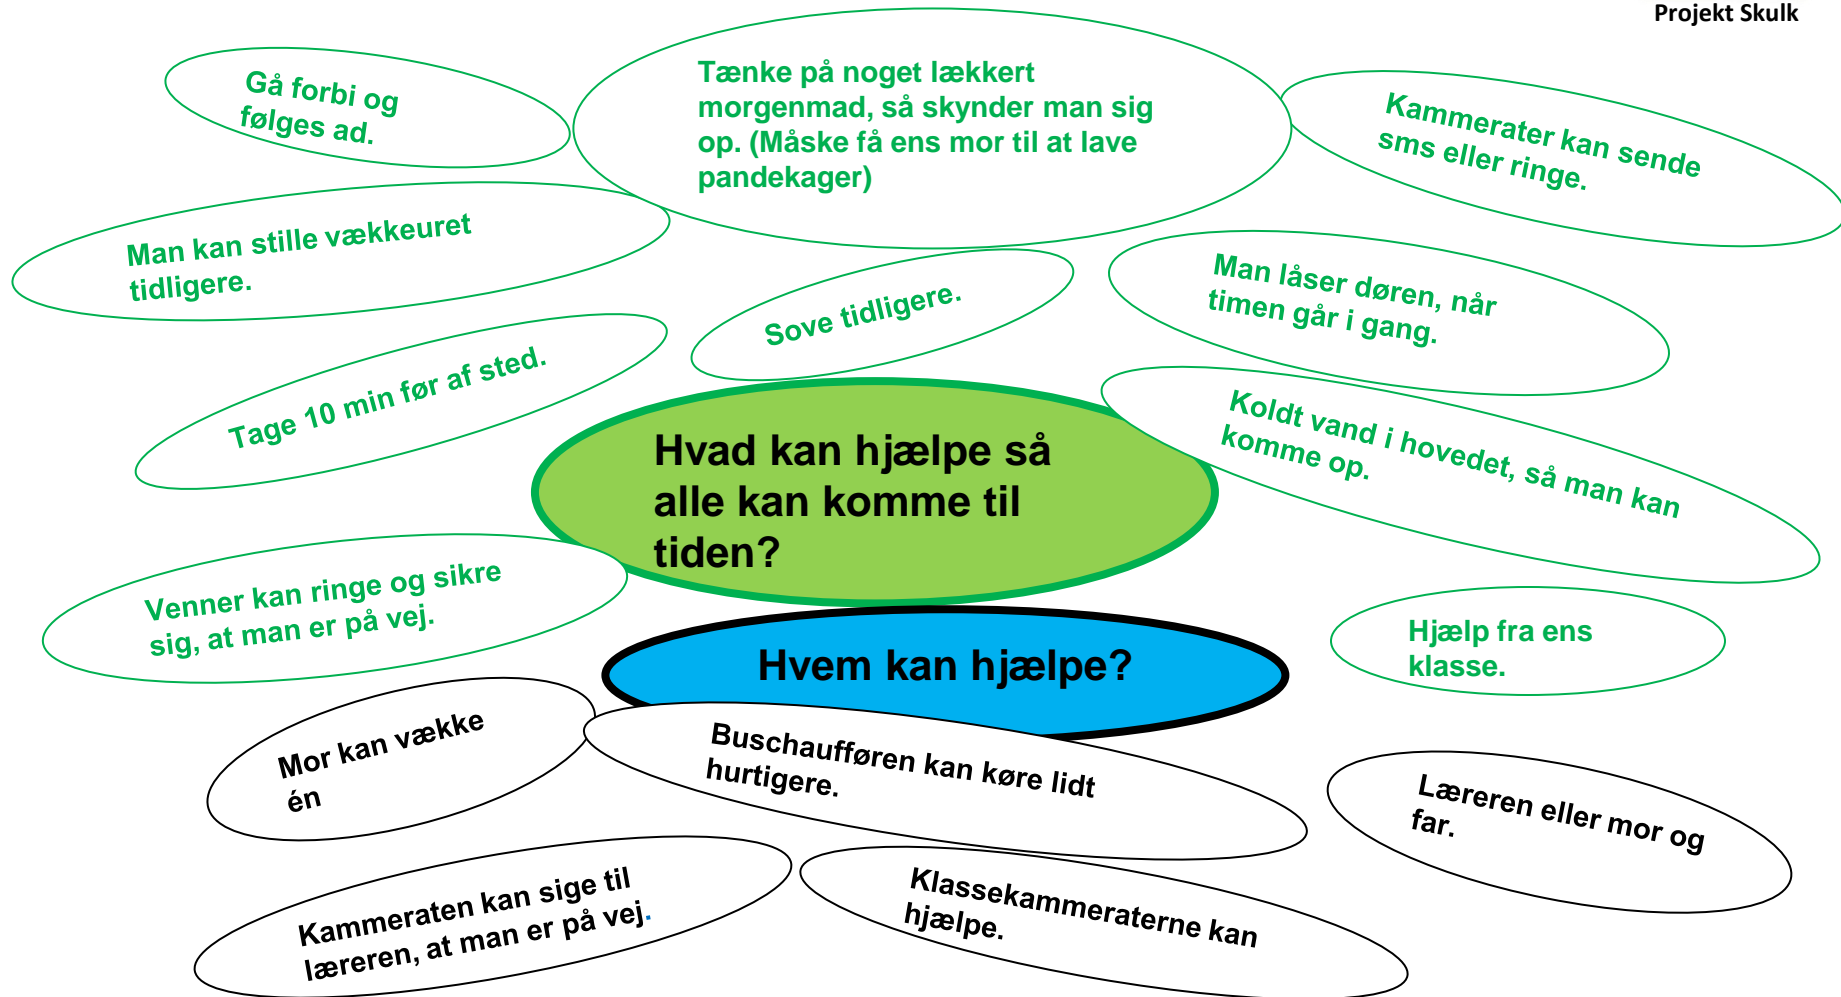 Projekt Skulk
Gå forbi og
følges ad.
Tænke på noget lækkert
morgenmad, så skynder man sig
op. (Måske få ens mor til at lave
pandekager)
Kammerater kan sende
sms eller ringe.
Man kan stille vækkeuret
tidligere.
Sove tidligere.
Man låser døren, når
timen går i gang.
Tage 10 min før af sted.
Koldt vand i hovedet, så man kan
komme op.
Hvad kan hjælpe så
alle kan komme til
tiden?
Venner kan ringe og sikre
sig, at man er på vej.
Hjælp fra ens
klasse.
Hvem kan hjælpe?
Mor kan vække
én
Buschaufføren kan køre lidt
hurtigere.
Læreren eller mor og
far.
Kammeraten kan sige til
læreren, at man er på vej.
Klassekammeraterne kan
hjælpe.